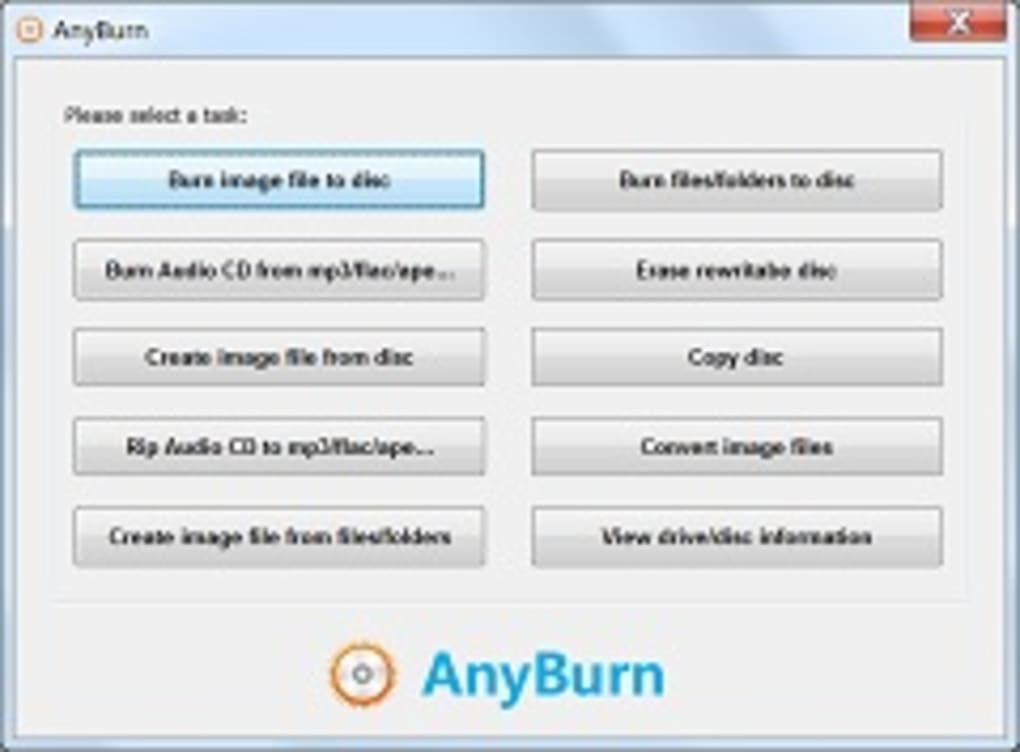 AnyBurn
Please select a task:
Burn image file to disc
Burn files/folders to disc
Burn Audio CD from mp3/flac/ape...
Erase rewritabe disc
Create image file from disc
Copy disc
Rip Audio CD to mp3/flac/ape...
Convert image files
Create image file from files/folders
View drive/disc information
AnyBurn